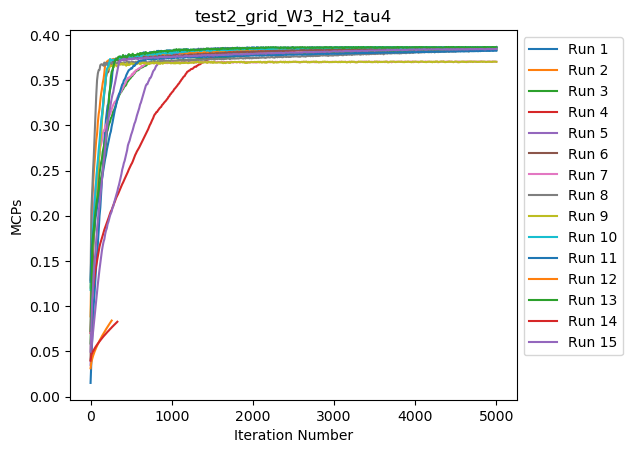 test2_grid_W3_H2_tau4
0.40
0.35
0.30
0.25
0.20
0.15
0.10
0.05
0.00
MCPs
0
1000
2000
3000
4000
5000
Iteration Number
Run 1
Run 2
Run 3
Run 4
Run 5
Run 6
Run 7
Run 8
Run 9
Run 10
Run 11
Run 12
Run 13
Run 14
Run 15